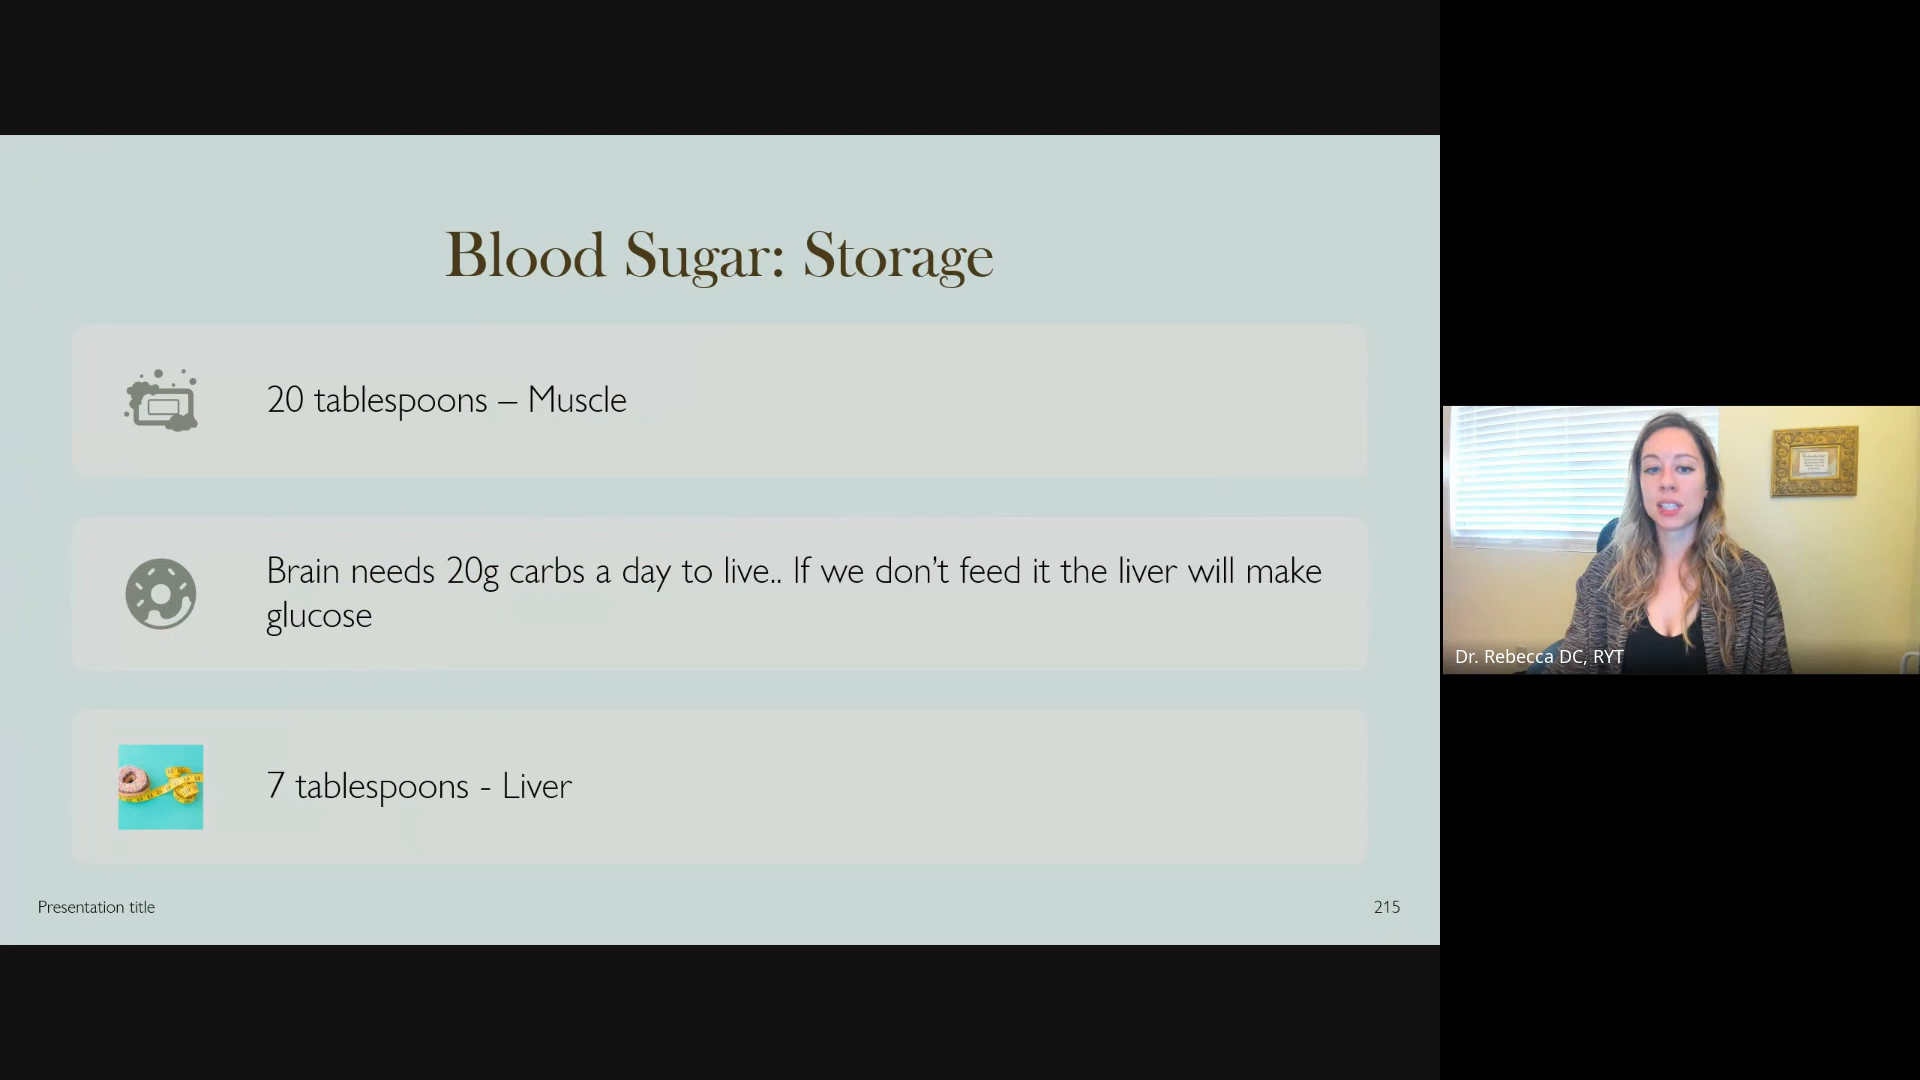 Blood Sugar: Storage
20 tablespoons – Muscle
Brain needs 20g carbs a day to live.. If we don’t feed it the liver will make
glucose
7 tablespoons - Liver
Presentation title
215
Dr. Rebecca DC, RYT